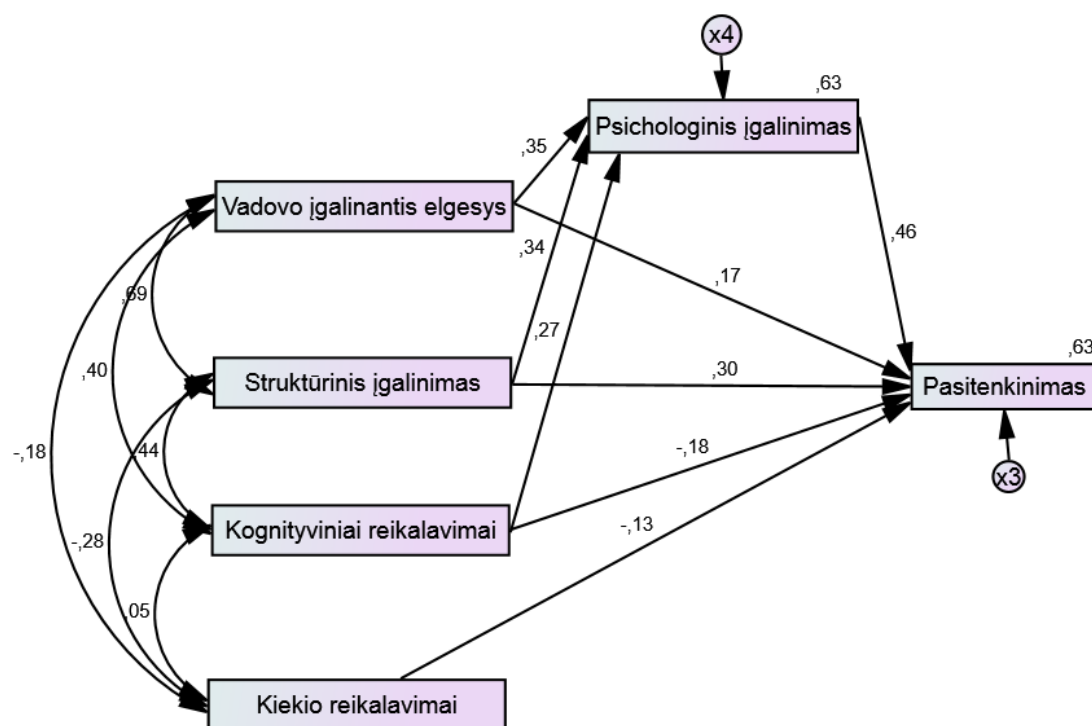 x4
,63
Psichologinis įgalinimas
,35
Vadovo įgalinantis elgesys
,46
,34
,17
,69
,27
,63
,40
Struktūrinis įgalinimas
,30
Pasitenkinimas
-,18
,44
-,18
x3
Kognityviniai reikalavimai
-,13
-,28
,05
Kiekio reikalavimai